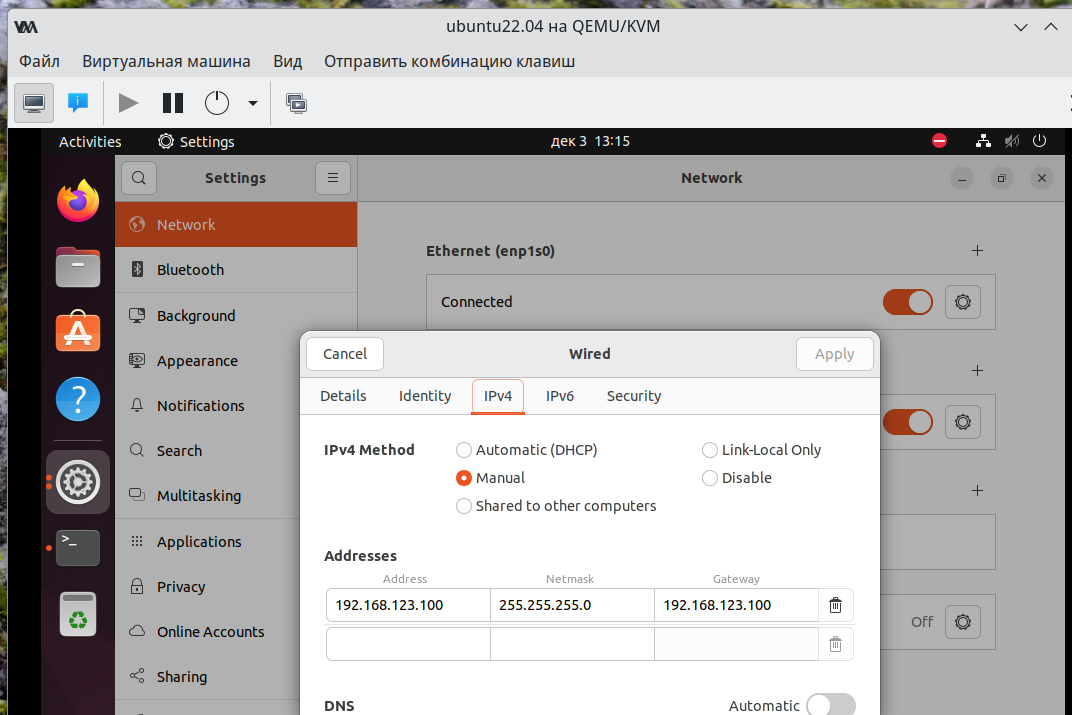 ubuntu22.04 на QEMU/KVM
Файл Виртуальная машина Вид Отправить комбинацию клавиш
Activities Settings дек 3 13:15
Settings Network
Network
Ethernet (enp1s0)
Bluetooth
Connected
Background
Cancel Wired Apply
Appearance
Details Identity IPv4 IPv6 Security
Notifications
IPv4 Method Automatic (DHCP) Link-Local Only
Search
Manual Disable
Multitasking
Shared to other computers
Applications
Addresses
Address Netmask Gateway
Privacy
192.168.123.100 255.255.255.0 192.168.123.100
Off
Online Accounts
Sharing
DNS Automatic